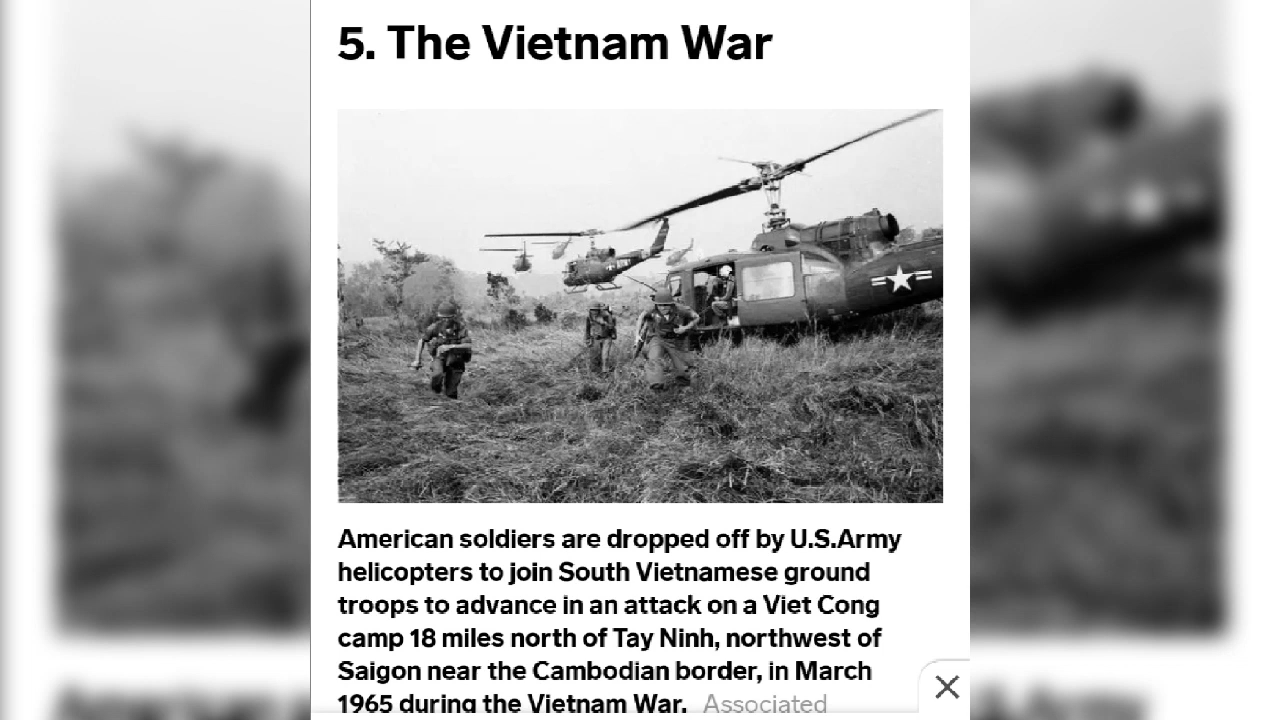 5. The Vietnam War
American soldiers are dropped off by U.S.Army
helicopters to join South Vietnamese ground
troops to advance in an attack on a Viet Cong
camp 18 miles north of Tay Ninh, northwest of
Saigon near the Cambodian border, in March
1965 during the Vietnam War. Associated